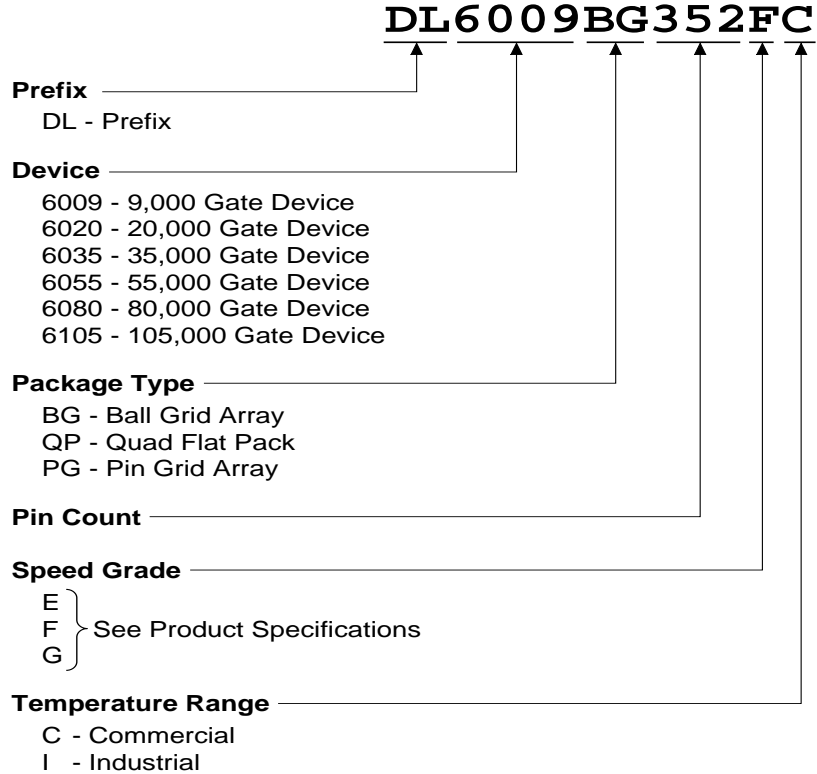 DL6009BG352FC
Prefix
DL - Prefix
Device
6009 - 9,000 Gate Device
6020 - 20,000 Gate Device
6035 - 35,000 Gate Device
6055 - 55,000 Gate Device
6080 - 80,000 Gate Device
6105 - 105,000 Gate Device
Package Type
BG - Ball Grid Array
QP - Quad Flat Pack
PG - Pin Grid Array
Pin Count
Speed Grade
E
F See Product Specifications
G
Temperature Range
C - Commercial
I - Industrial